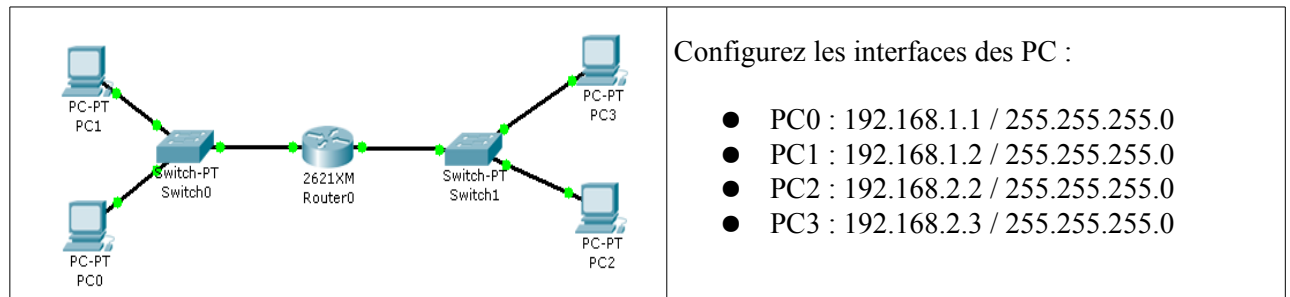 PC-PT
PC1
Switch-PT
Switch0
PC-PT
PC0
2621XM
Router0
PC-PT
PC3
Switch-PT
Switch1
PC-PT
PC2
Configurez les interfaces des PC :
● PC0 : 192.168.1.1 / 255.255.255.0
● PC1 : 192.168.1.2 / 255.255.255.0
● PC2 : 192.168.2.2 / 255.255.255.0
● PC3 : 192.168.2.3 / 255.255.255.0